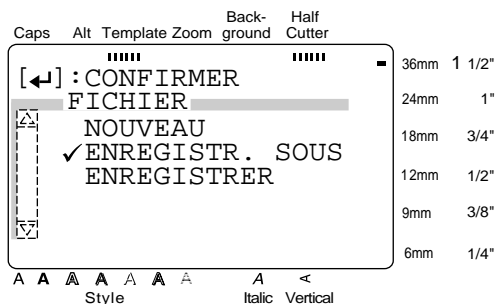 Back-ground Half Cutter
Caps Alt Template Zoom
[↵]:CONFIRMER
FICHIER
NOUVEAU
✓ENREGISTR. SOUS
ENREGISTRER
36mm 1 1/2"
24mm 1"
18mm 3/4"
12mm 1/2"
9mm 3/8"
6mm 1/4"
A A A A A A A A A
Style Italic Vertical